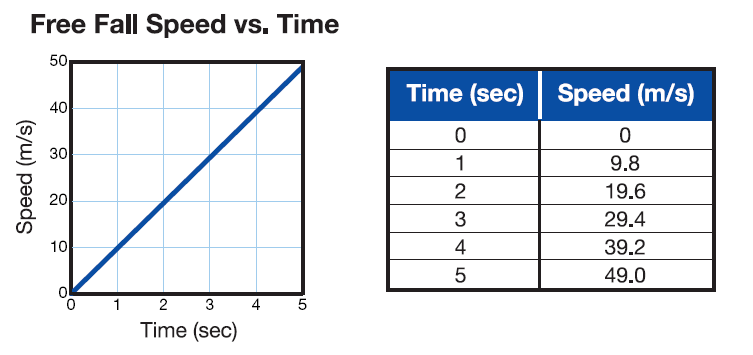 Free Fall Speed vs. Time
50
40
30
20
10
0
Speed (m/s)
0 1 2 3 4 5
Time (sec)
Time (sec) Speed (m/s)
0 0
1 9.8
2 19.6
3 29.4
4 39.2
5 49.0